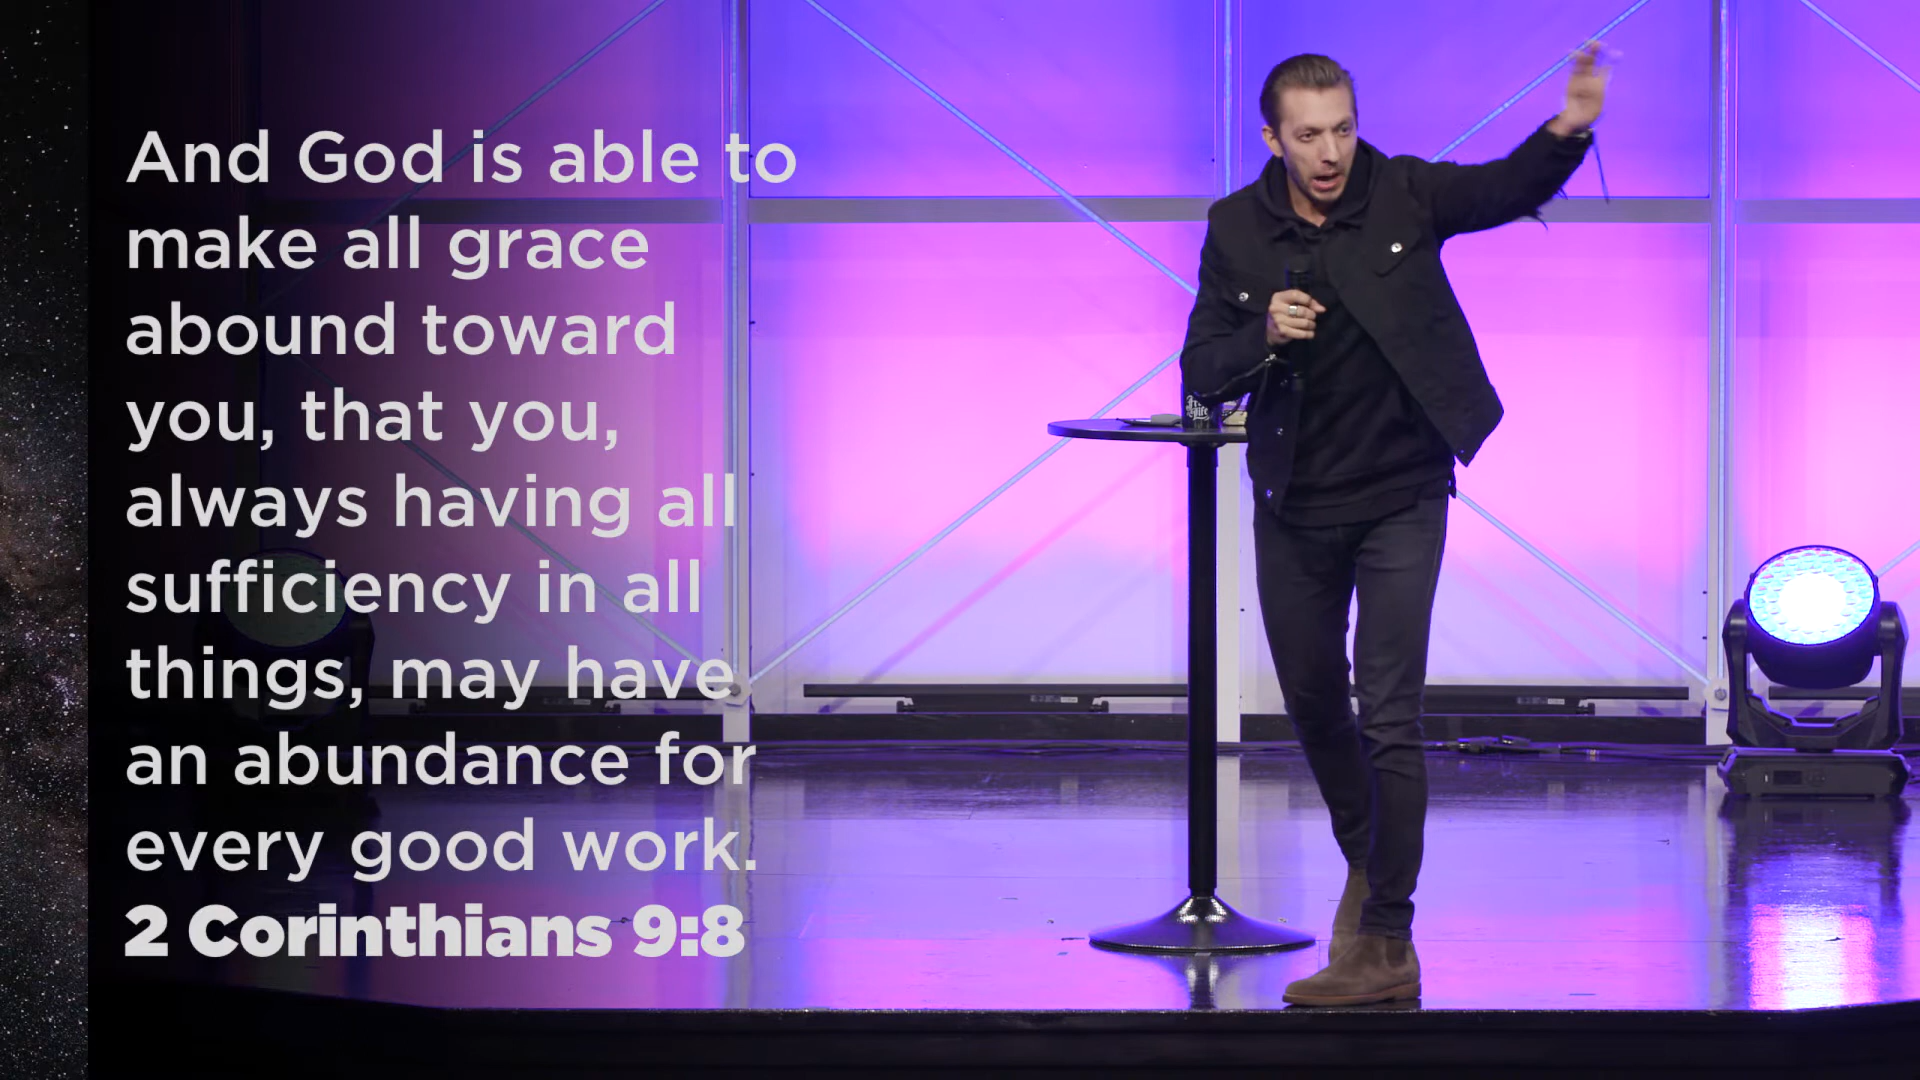 And God is able to
make all grace
abound toward
you, that you,
always having all
sufficiency in all
things, may have
an abundance for
every good work.
2 Corinthians 9:8